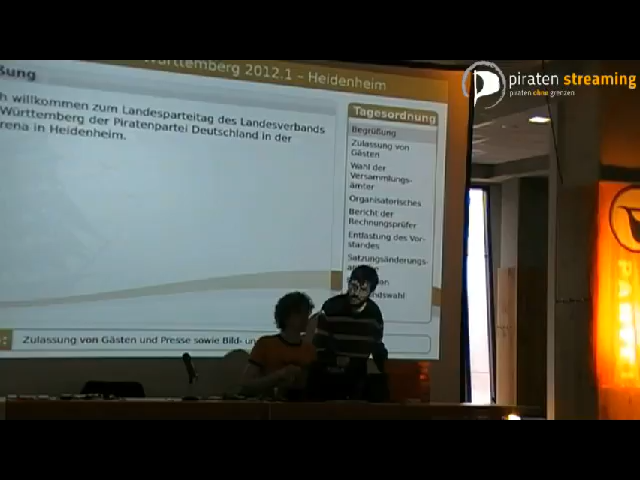 württemberg 2012.1 – Heidenheim
piraten streaming
piraten ohne grenzen
ßung
h willkommen zum Landesparteitag des Landesverbands
Württemberg der Piratenpartei Deutschland in der
rena in Heidenheim.
Tagesordnung
Begrüßung
Zulassung von
Gästen
Wahl der
Versammlungs-
ämter
Organisatorisches
Bericht der
Rechnungsprüfer
Entlastung des Vor-
standes
Satzungsänderungs-
ndswahl
Zulassung von Gästen und Presse sowie Bild- un